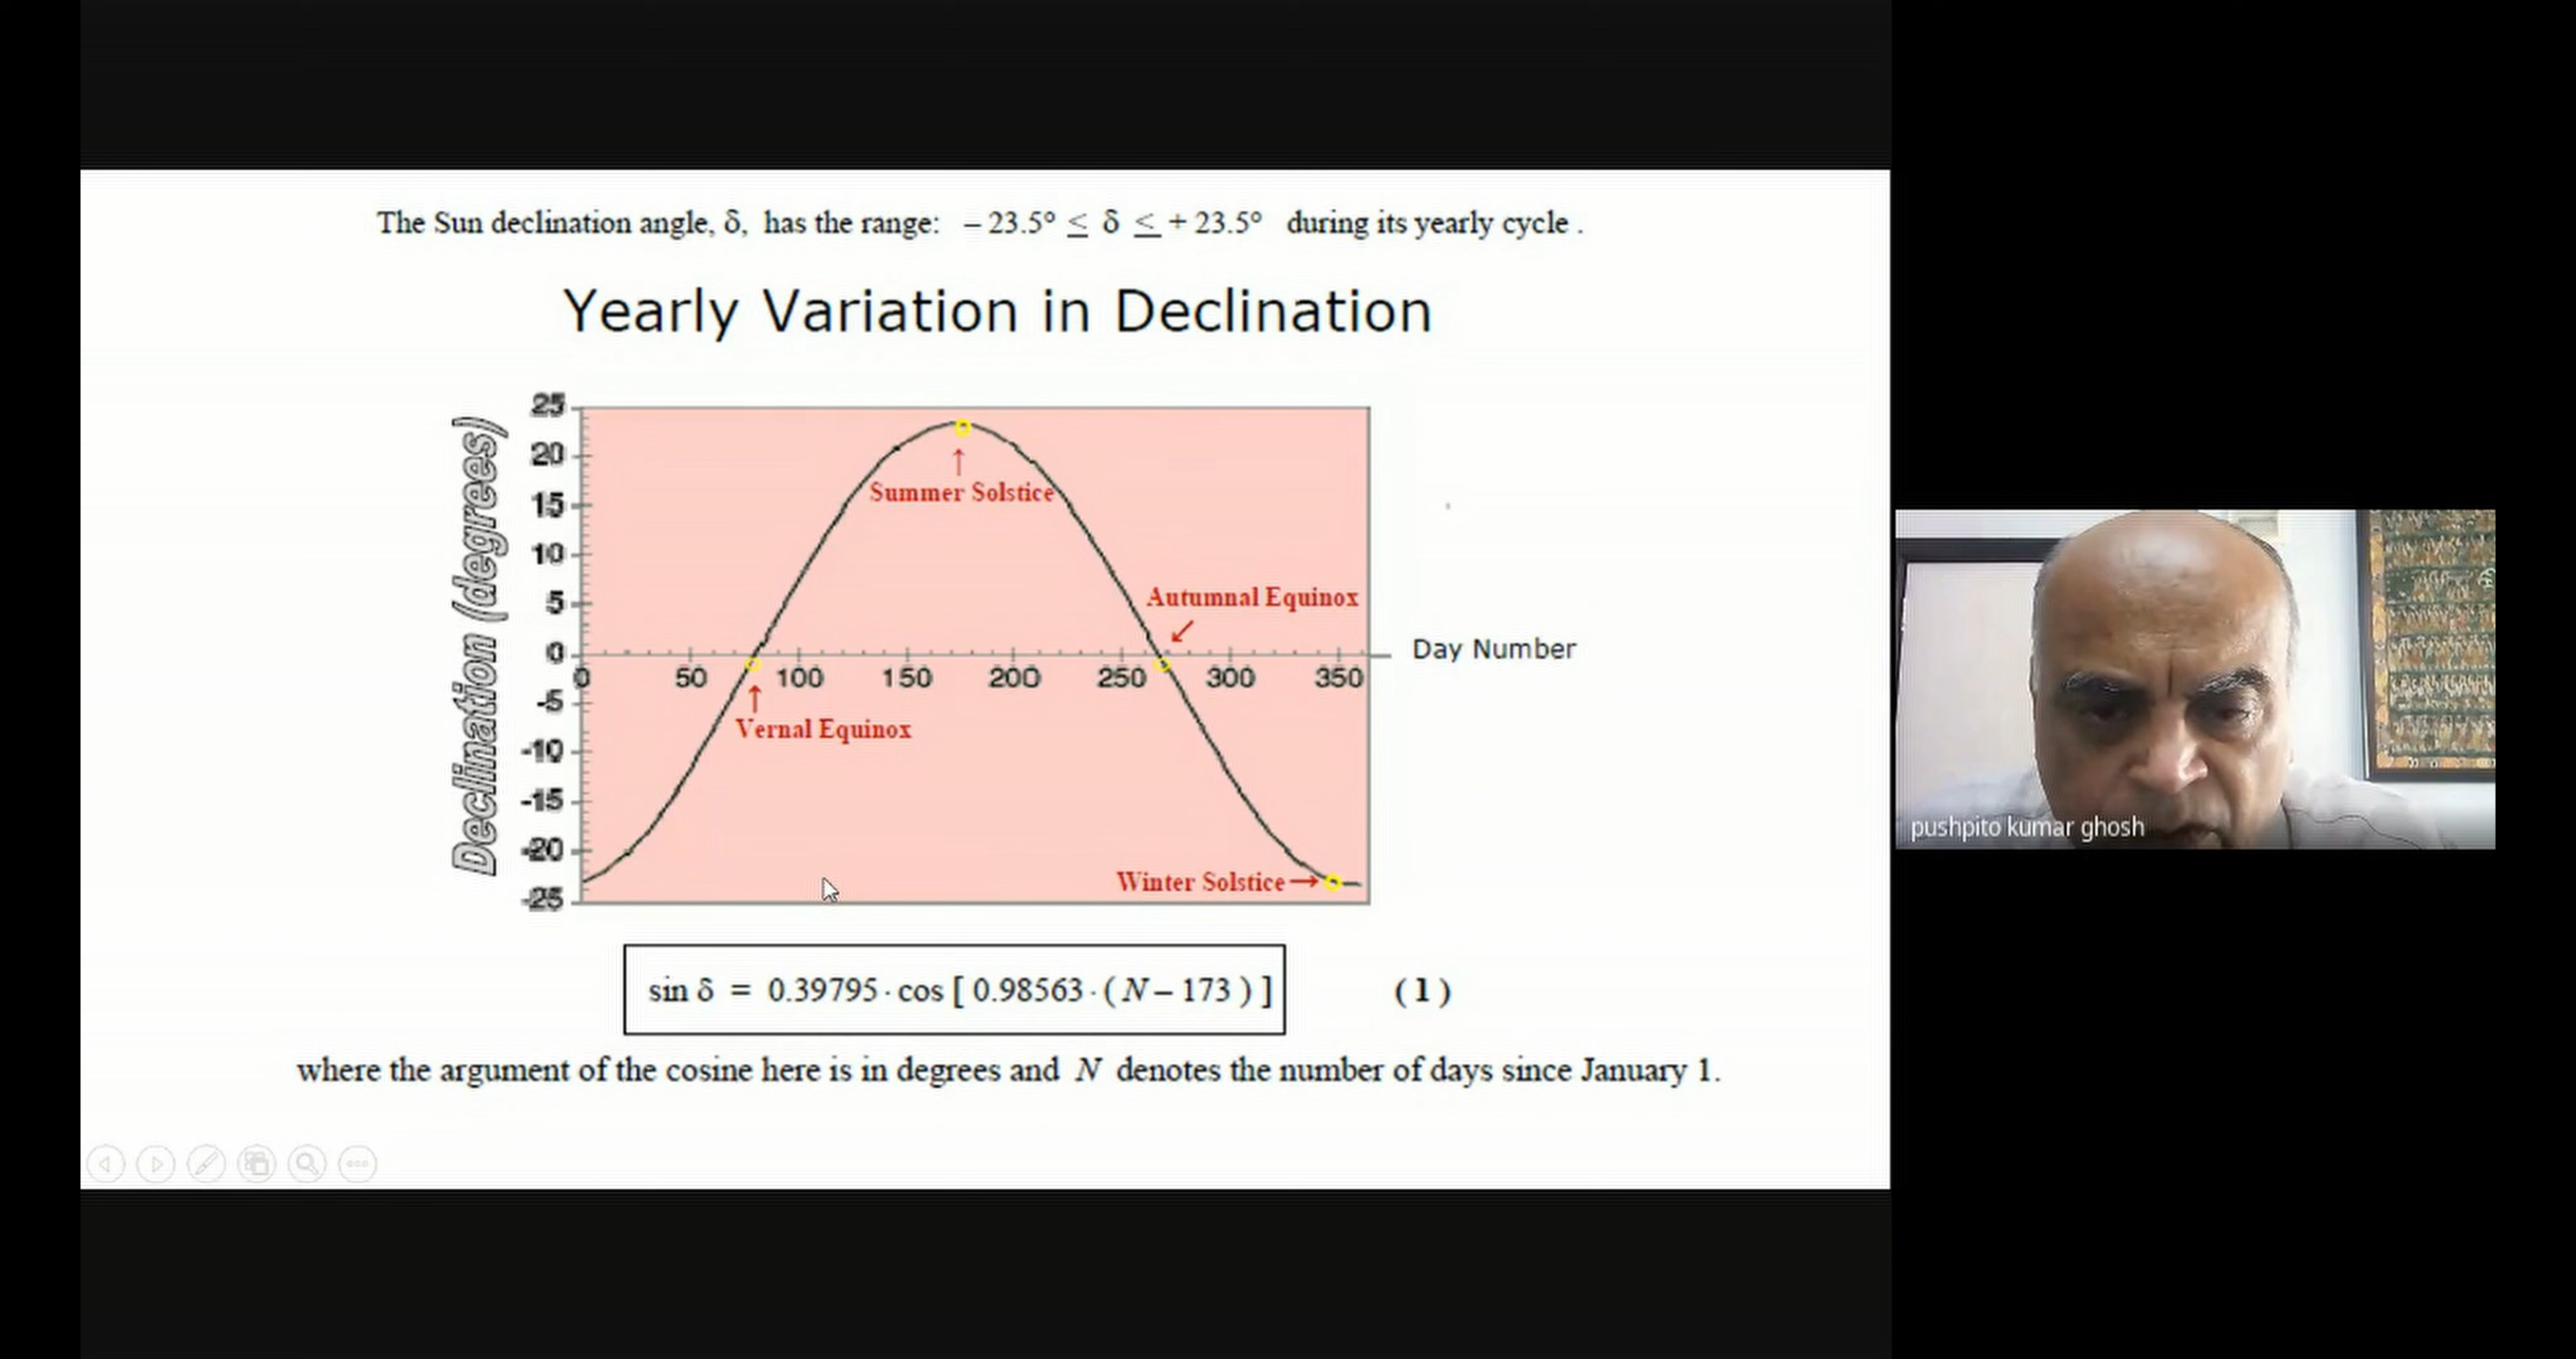 The Sun declination angle, δ, has the range: – 23.5° ≤ δ ≤ + 23.5° during its yearly cycle .
Yearly Variation in Declination
Declination (degrees)
25
20
15
10
5
0
-5
-10
-15
-20
-25
0 50 100 150 200 250 300 350
Day Number
Summer Solstice
Autumnal Equinox
Vernal Equinox
Winter Solstice
sin δ = 0.39795 · cos [ 0.98563 · ( N – 173 ) ] ( 1 )
where the argument of the cosine here is in degrees and N denotes the number of days since January 1.
pushpito kumar ghosh